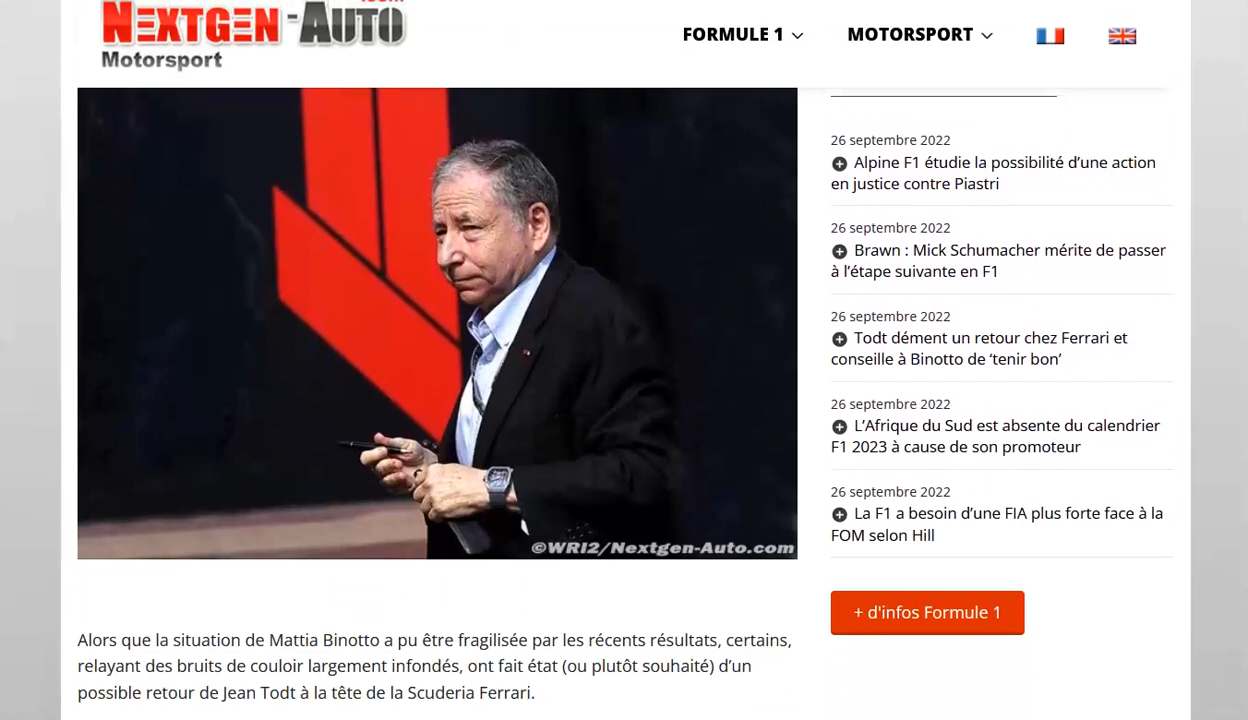 NEXTGEN-AUTO
Motorsport
FORMULE 1
MOTORSPORT
©WRI2/Nextgen-Auto.com
Alors que la situation de Mattia Binotto a pu être fragilisée par les récents résultats, certains,
relayant des bruits de couloir largement infondés, ont fait état (ou plutôt souhaité) d’un
possible retour de Jean Todt à la tête de la Scuderia Ferrari.
26 septembre 2022
Alpine F1 étudie la possibilité d’une action
en justice contre Piastri
26 septembre 2022
Brawn : Mick Schumacher mérite de passer
à l’étape suivante en F1
26 septembre 2022
Todt dément un retour chez Ferrari et
conseille à Binotto de ‘tenir bon’
26 septembre 2022
L’Afrique du Sud est absente du calendrier
F1 2023 à cause de son promoteur
26 septembre 2022
La F1 a besoin d’une FIA plus forte face à la
FOM selon Hill
+ d'infos Formule 1